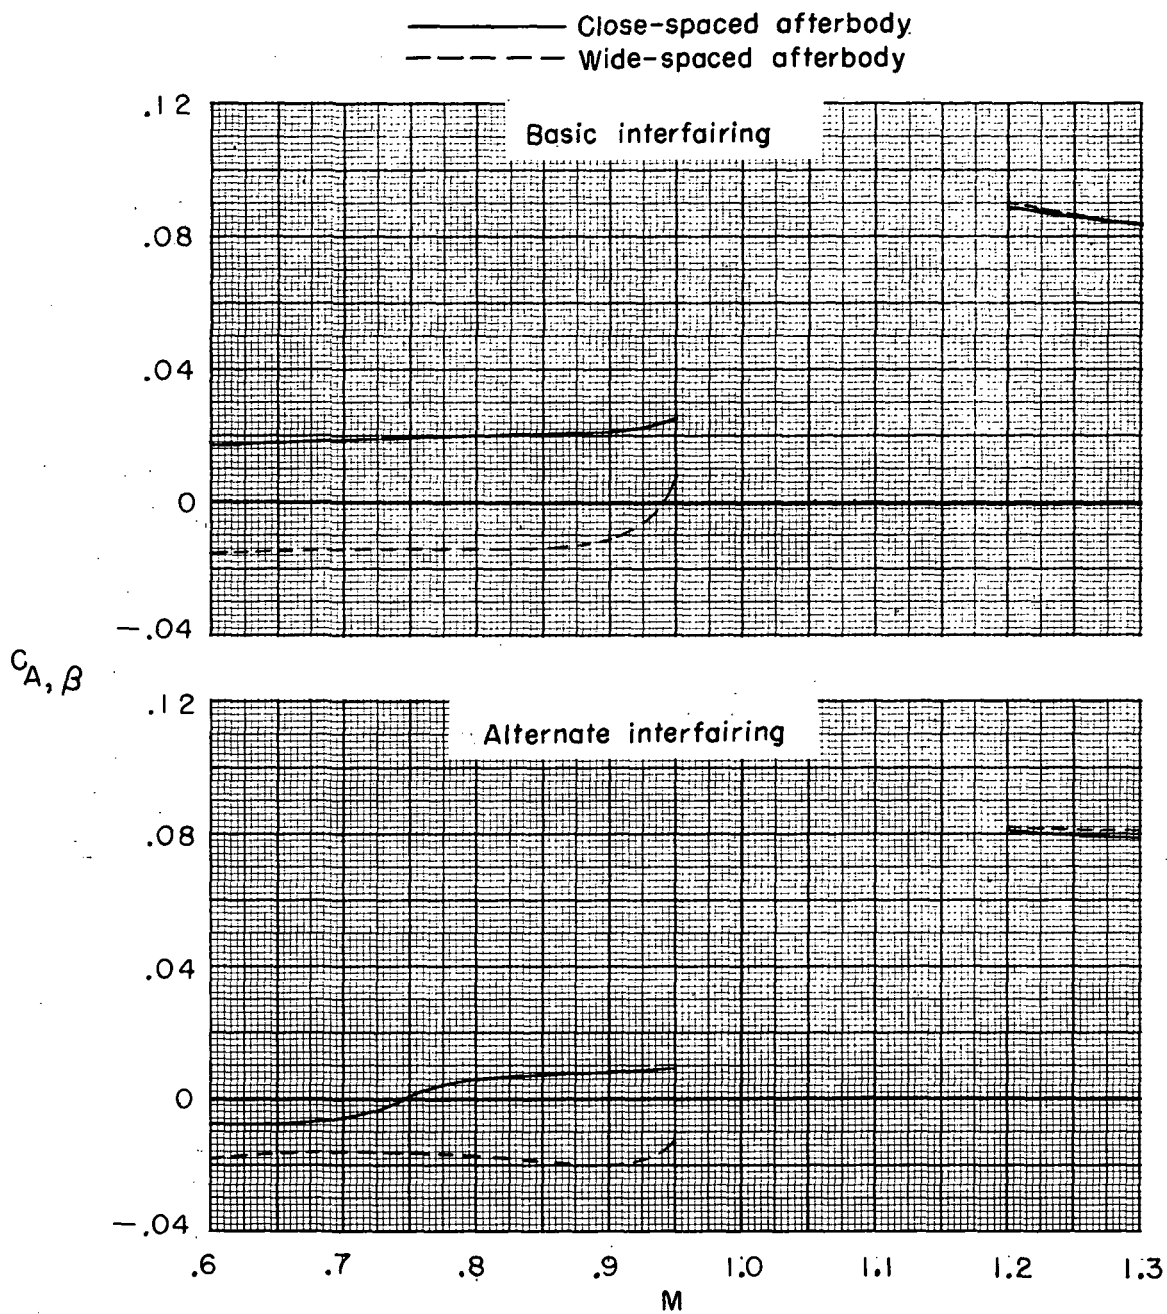 Close-spaced afterbody
Wide-spaced afterbody
.12
Basic interfairing
.08
.04
0
-.04
CA, β
.12
Alternate interfairing
.08
.04
0
-.04
.6 .7 .8 .9 1.0 1.1 1.2 1.3
M